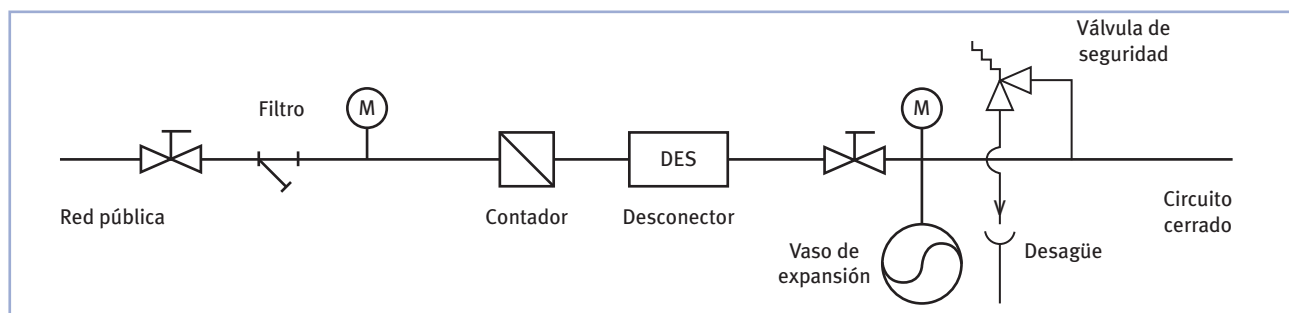 Válvula de
seguridad
Filtro
M
M
DES
Red pública
Contador
Desconector
Circuito
cerrado
Vaso de
expansión
Desagüe